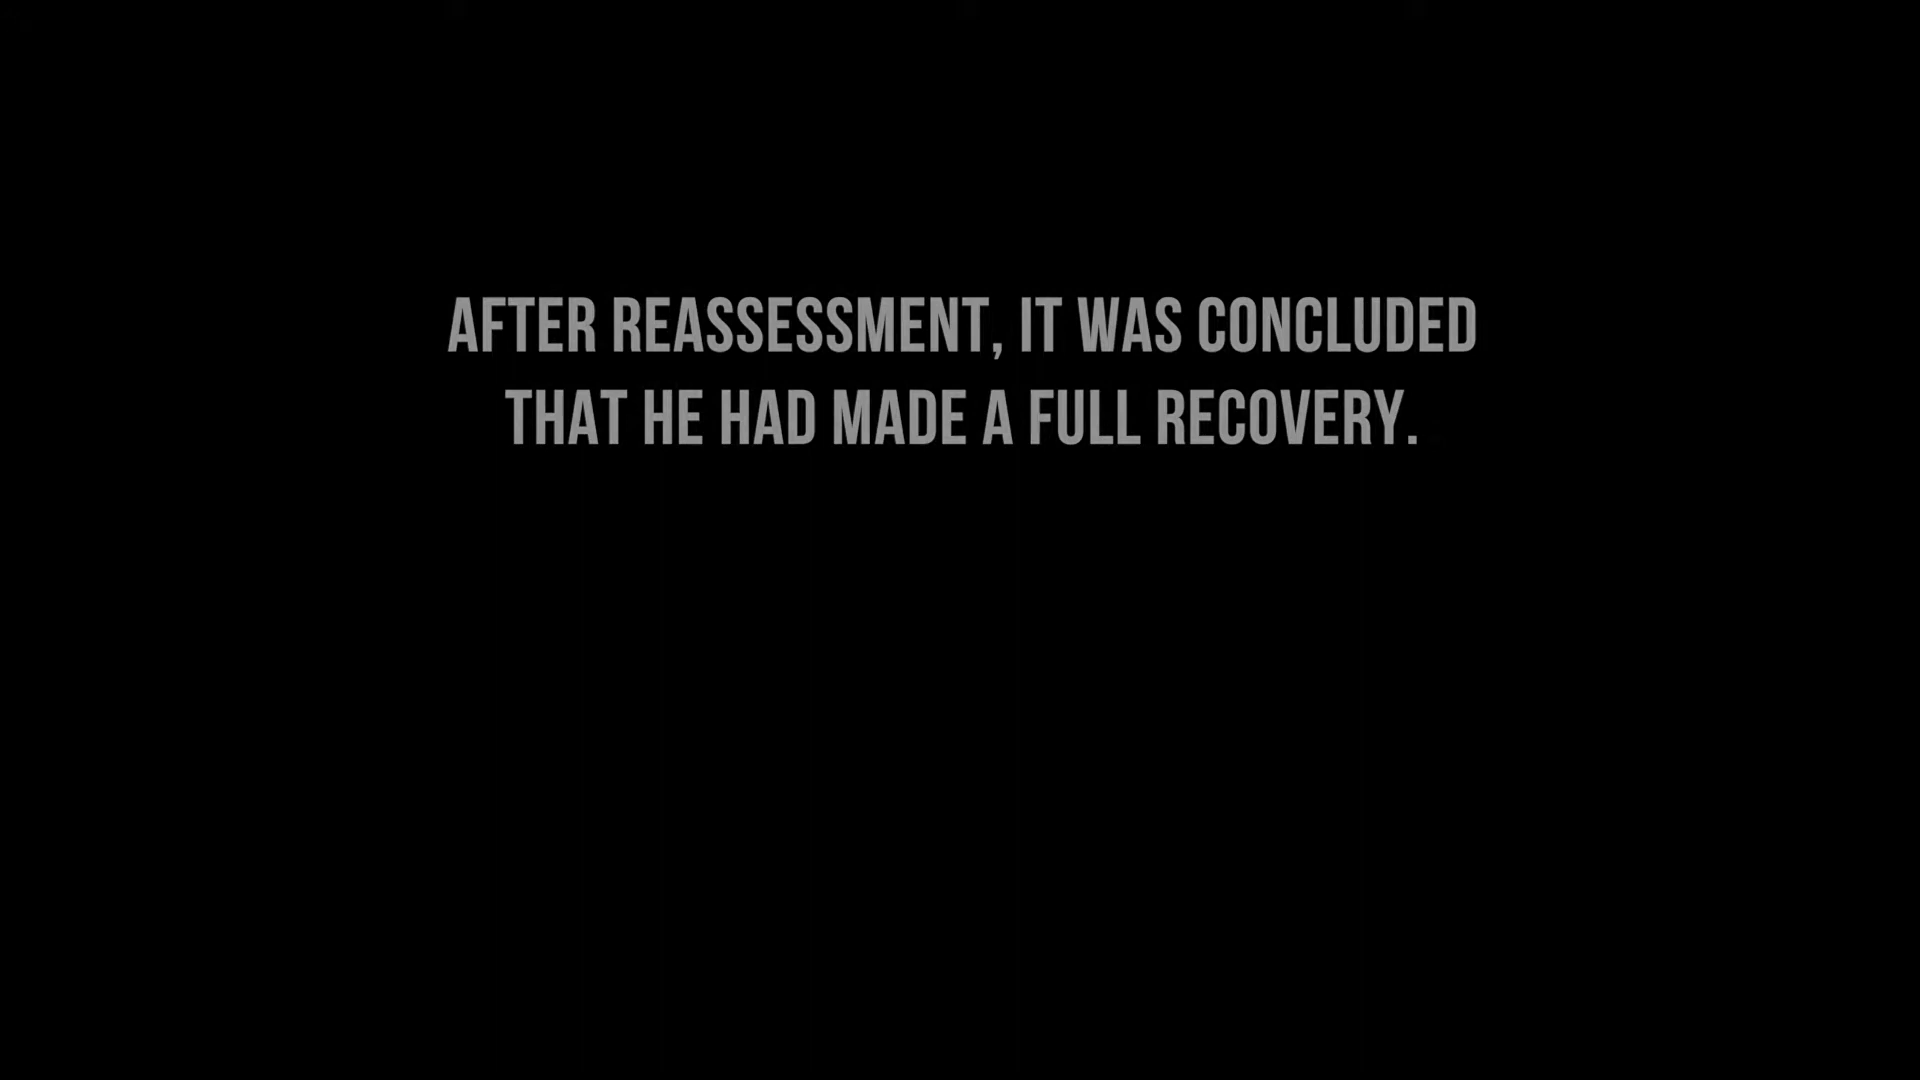 AFTER REASSESSMENT, IT WAS CONCLUDED
THAT HE HAD MADE A FULL RECOVERY.